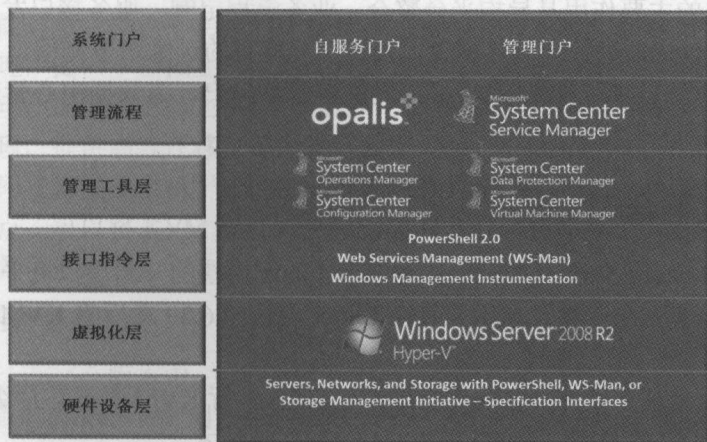 系统门户
自服务门户 管理门户
管理流程
opalis
Microsoft
System Center
Service Manager
管理工具层
Microsoft
System Center
Operations Manager
Microsoft
System Center
Data Protection Manager
Microsoft
System Center
Configuration Manager
Microsoft
System Center
Virtual Machine Manager
接口指令层
PowerShell 2.0
Web Services Management (WS-Man)
Windows Management Instrumentation
虚拟化层
Windows Server 2008 R2
Hyper-V
硬件设备层
Servers, Networks, and Storage with PowerShell, WS-Man, or
Storage Management Initiative – Specification Interfaces